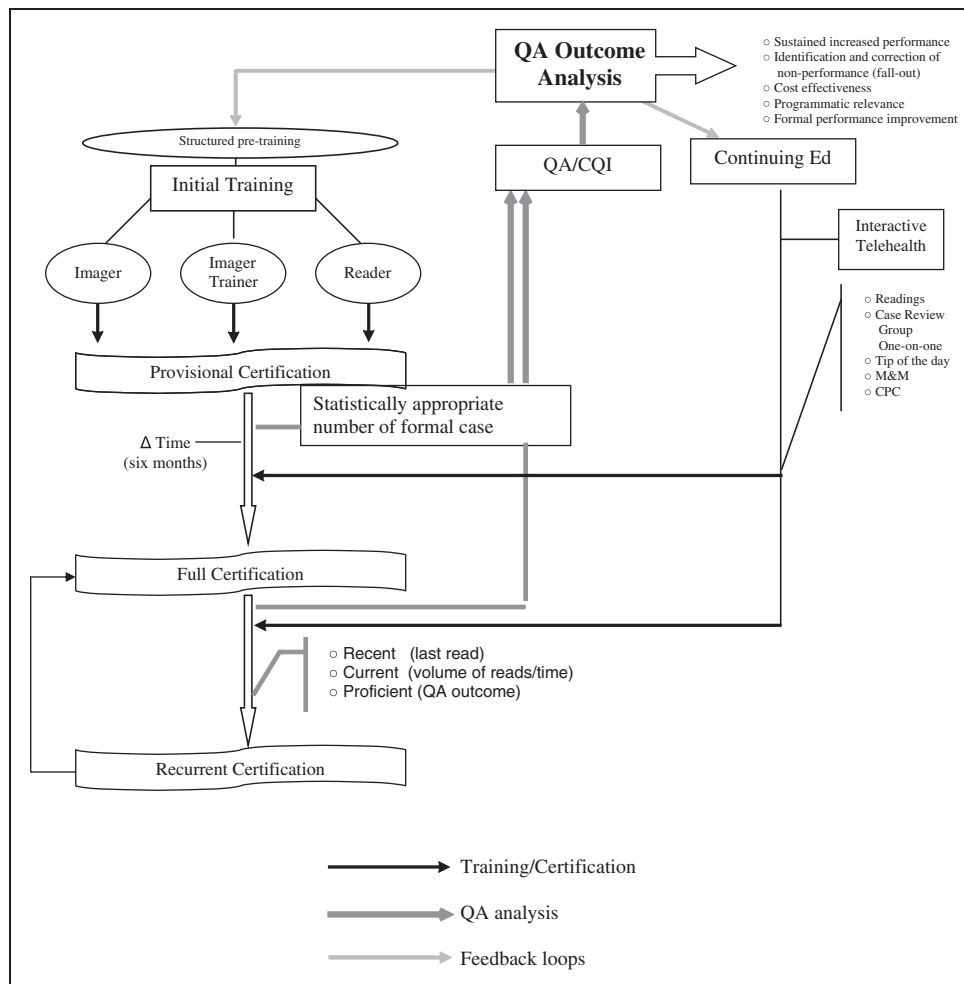 QA Outcome
Analysis
○ Sustained increased performance
○ Identification and correction of
non-performance (fall-out)
○ Cost effectiveness
○ Programmatic relevance
○ Formal performance improvement
Structured pre-training
Initial Training
QA/CQI
Continuing Ed
Imager
Imager
Trainer
Reader
Interactive
Telehealth
○ Readings
○ Case Review
Group
One-on-one
○ Tip of the day
○ M&M
○ CPC
Provisional Certification
Statistically appropriate
number of formal case
Δ Time
(six months)
Full Certification
○ Recent (last read)
○ Current (volume of reads/time)
○ Proficient (QA outcome)
Recurrent Certification
Training/Certification
QA analysis
Feedback loops